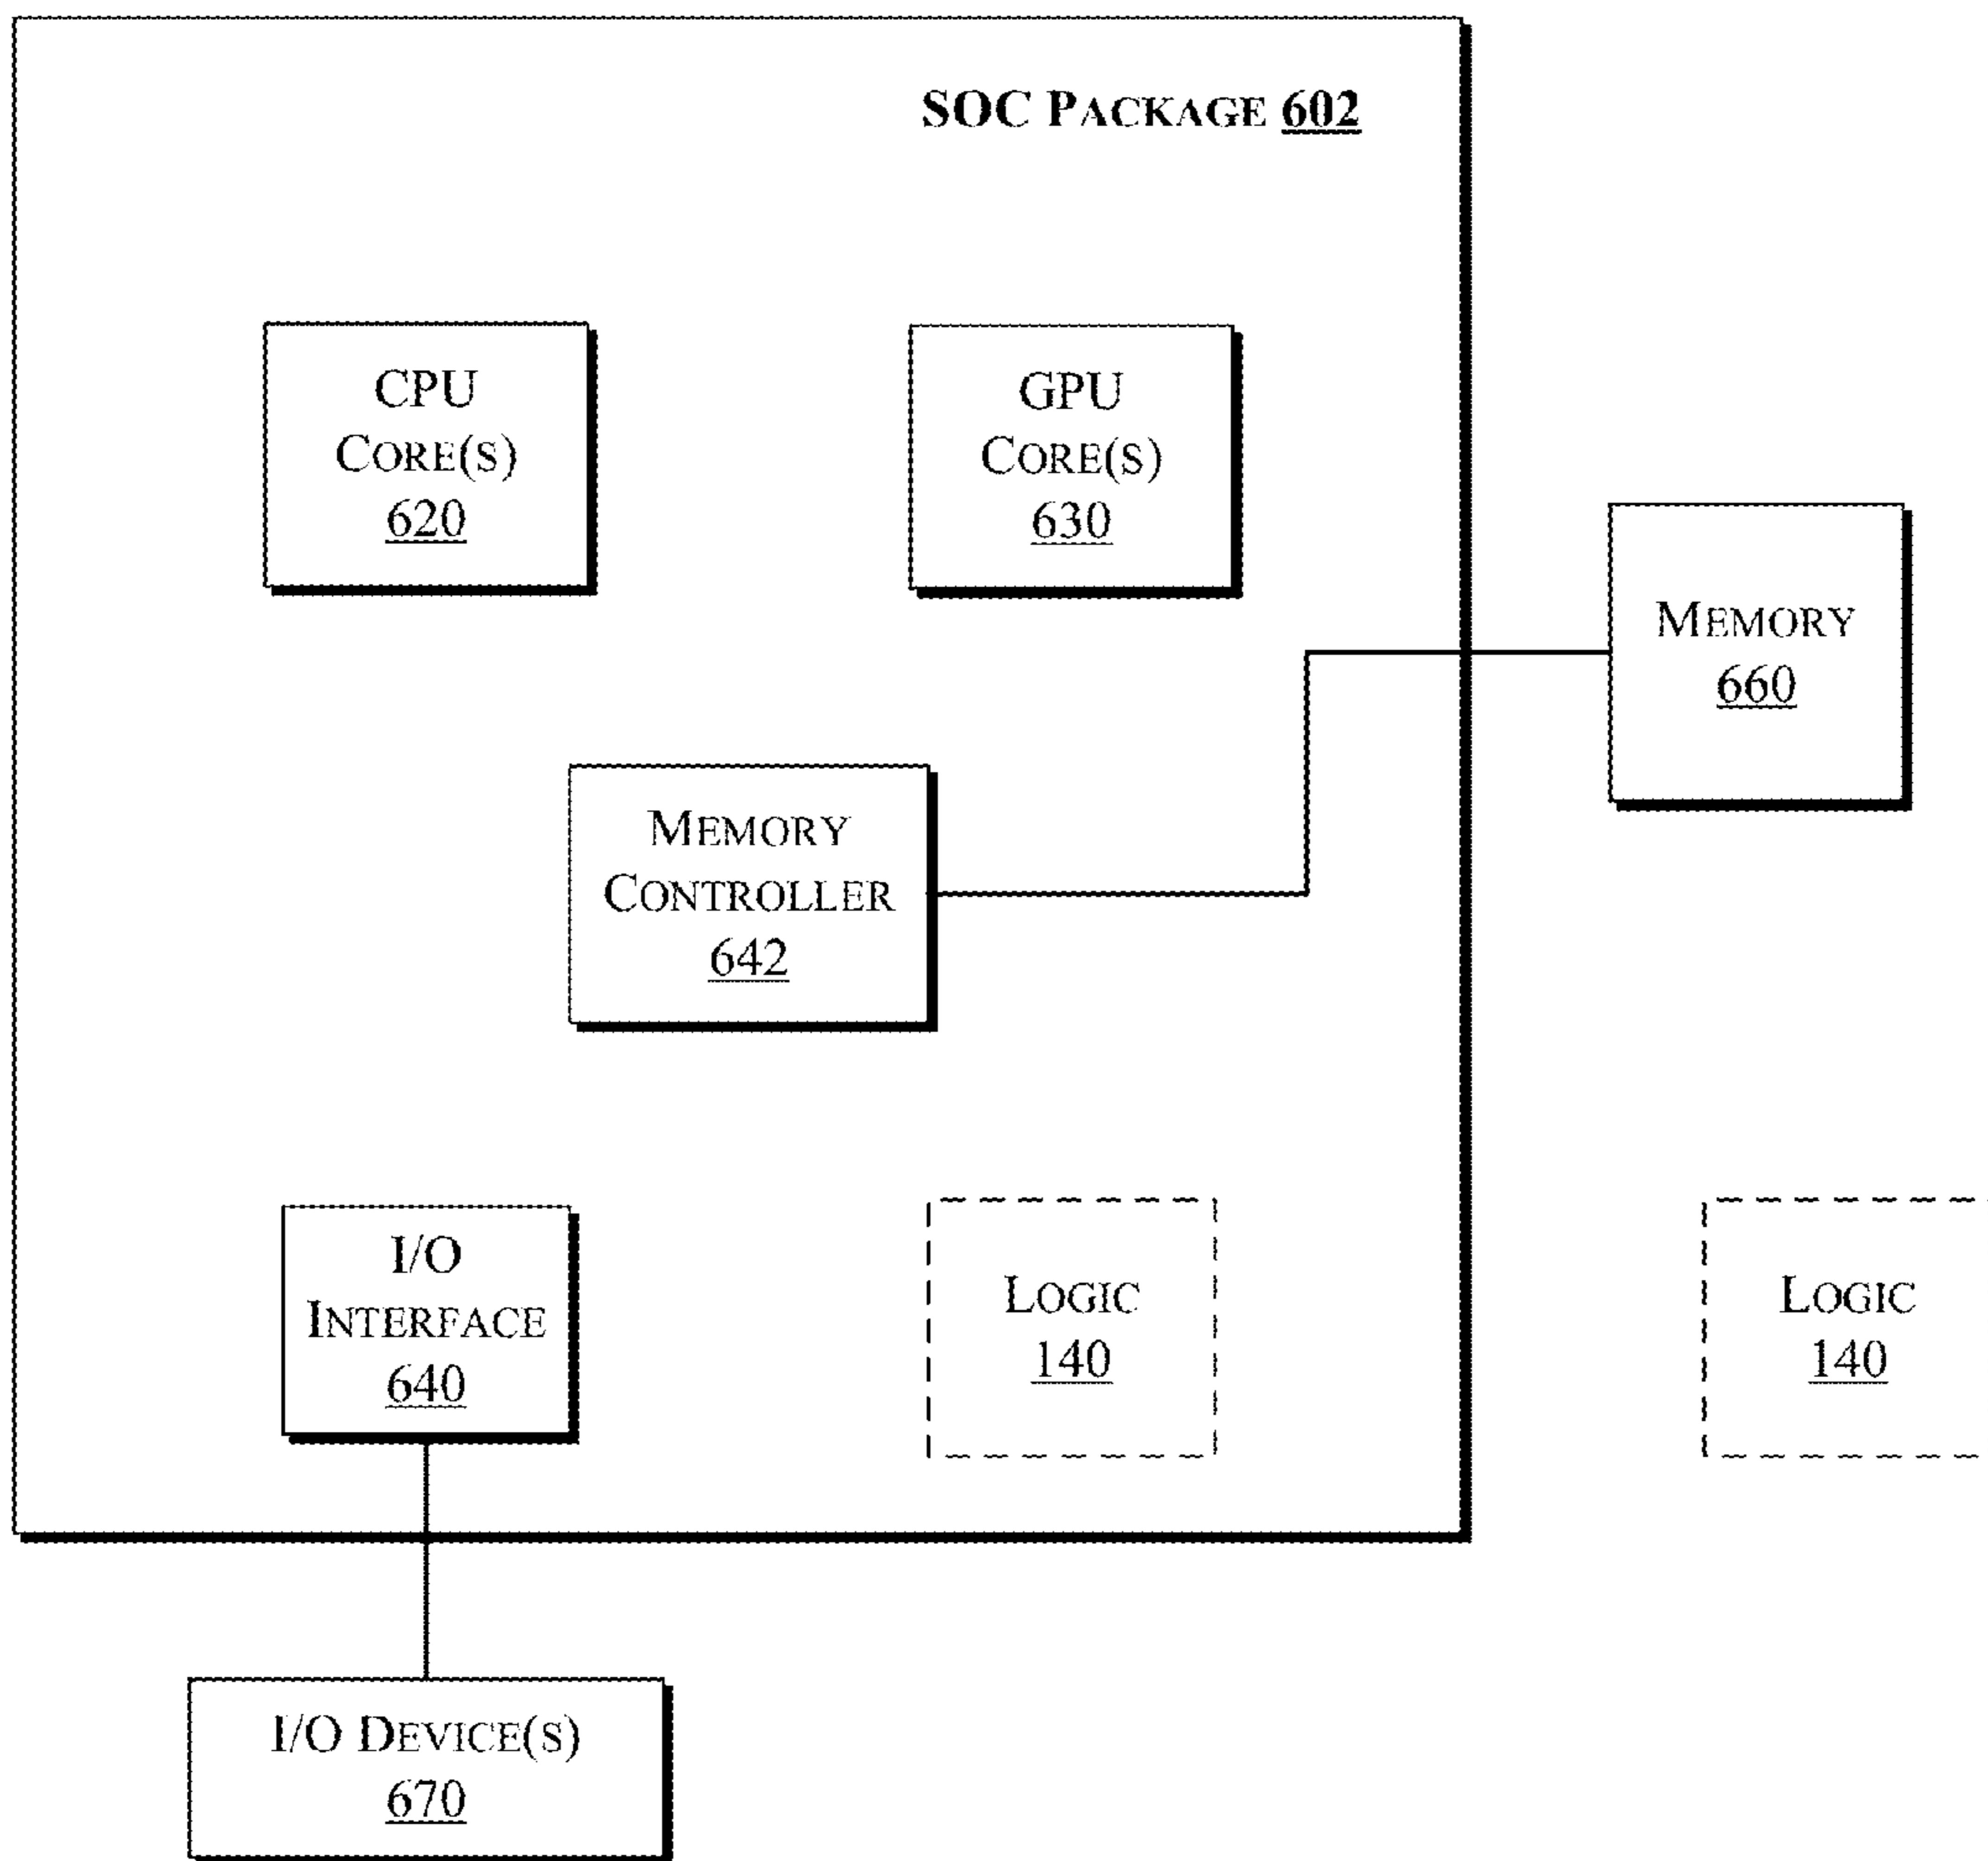 SOC PACKAGE 602
CPU
CORE(S)
620
GPU
CORE(S)
630
MEMORY
660
MEMORY
CONTROLLER
642
I/O
INTERFACE
640
LOGIC
140
LOGIC
140
I/O DEVICE(S)
670